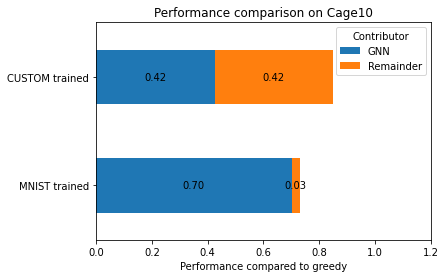 Performance comparison on Cage10
Contributor
GNN
Remainder
CUSTOM trained
0.42
0.42
MNIST trained
0.70
0.03
0.0 0.2 0.4 0.6 0.8 1.0 1.2
Performance compared to greedy